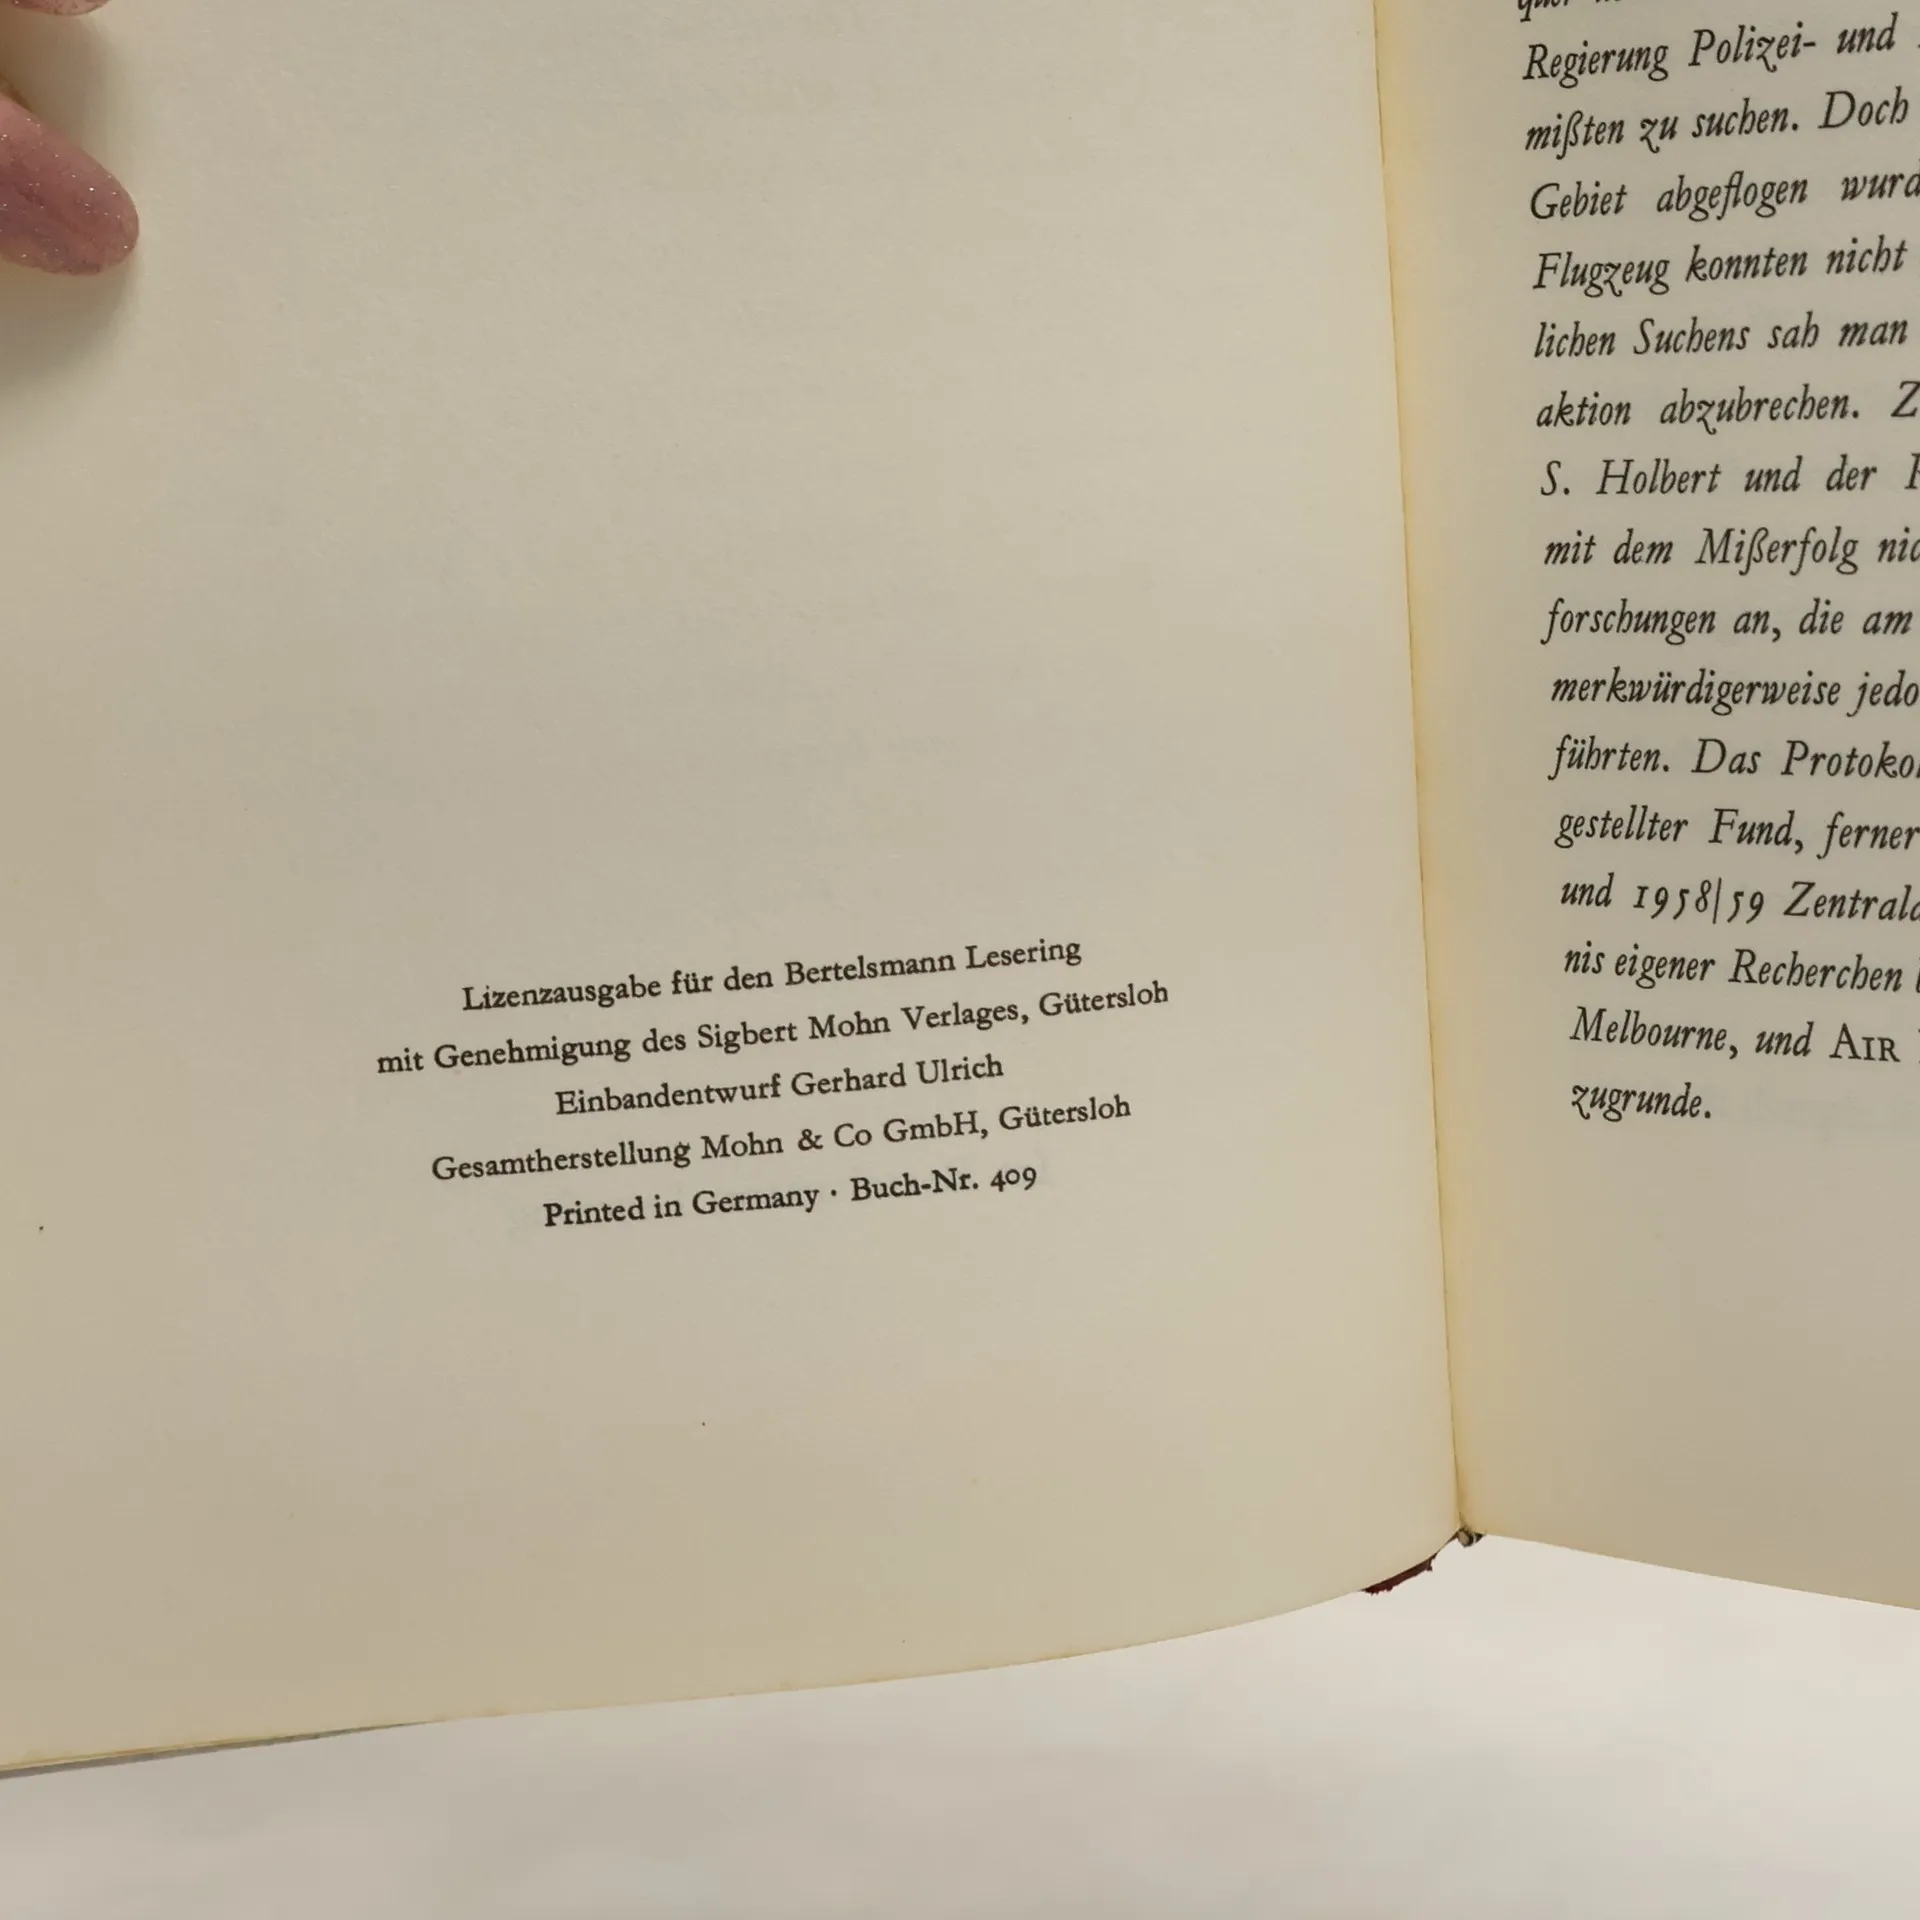 Lizenzausgabe für den Bertelsmann Lesering
mit Genehmigung des Sigbert Mohn Verlages, Gütersloh
Einbandentwurf Gerhard Ulrich
Gesamtherstellung Mohn & Co GmbH, Gütersloh
Printed in Germany · Buch-Nr. 409
Regierung Polizei- und
mißten zu suchen. Doch
Gebiet abgeflogen
Flugzeug konnten nicht
lichen Suchens sah man
aktion abzubrechen.
S. Holbert und der
mit dem Mißerfolg
forschungen an, die am
merkwürdigerweise
führten. Das
gestellter Fund, ferner
und 1958/59
nis eigener Recherchen
Melbourne, und AIR
zugrunde.